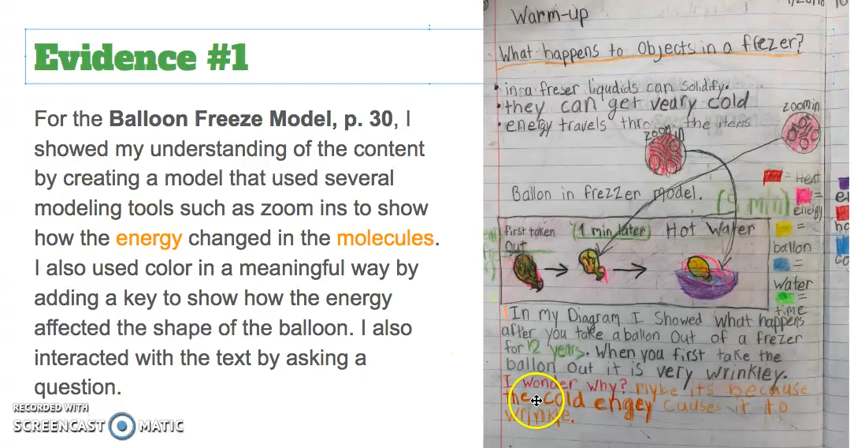 Evidence #1
For the Balloon Freeze Model, p. 30, I
showed my understanding of the content
by creating a model that used several
modeling tools such as zoom ins to show
how the energy changed in the molecules.
I also used color in a meaningful way by
adding a key to show how the energy
affected the shape of the balloon. I also
interacted with the text by asking a
question.
RECORDED WITH
SCREENCAST MATIC
Warm-up
What happens to Objects in a frezer?
• in a freser liqudids can solidify.
• they can get veary cold
• energy travels thro the items
zoom in
zoom in
Ballon in frezzer model.
= Heat
= energy
= ballon
= water
= time
First taken out
(1 min later)
Hot Water
In my Diagram I Showed what happens
after you take a ballon Out of a frezer
for 12 years. When you first take the
ballon out it is very wrinkley.
I wonder why? mybe its because
the cold engey causes it to
wrinkle.